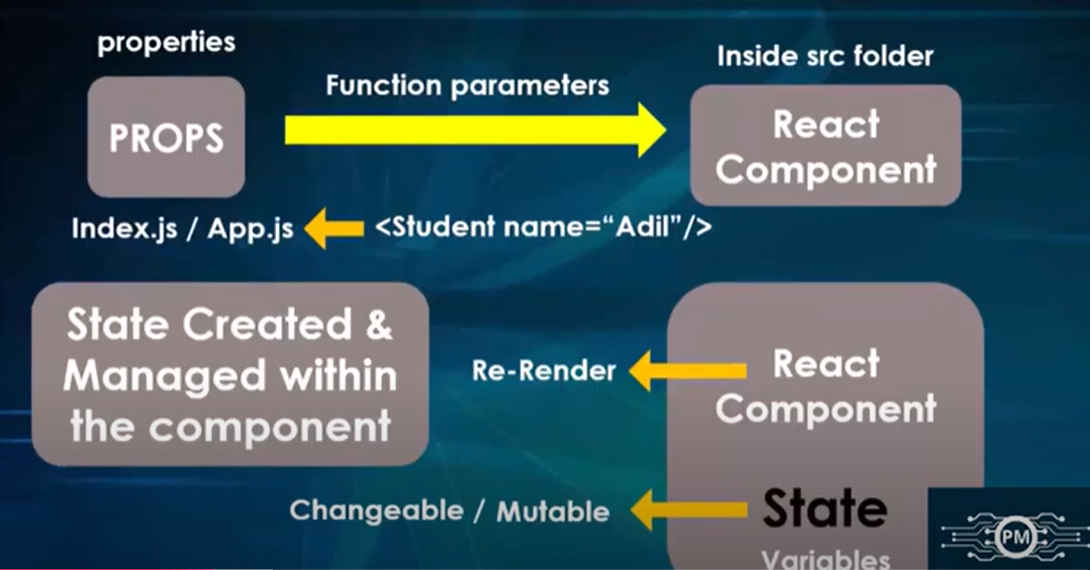 properties
Inside src folder
Function parameters
PROPS
React
Component
Index.js / App.js
<Student name=“Adil”/>
State Created &
Managed within
the component
Re-Render
React
Component
Changeable / Mutable
State
Variables
PM